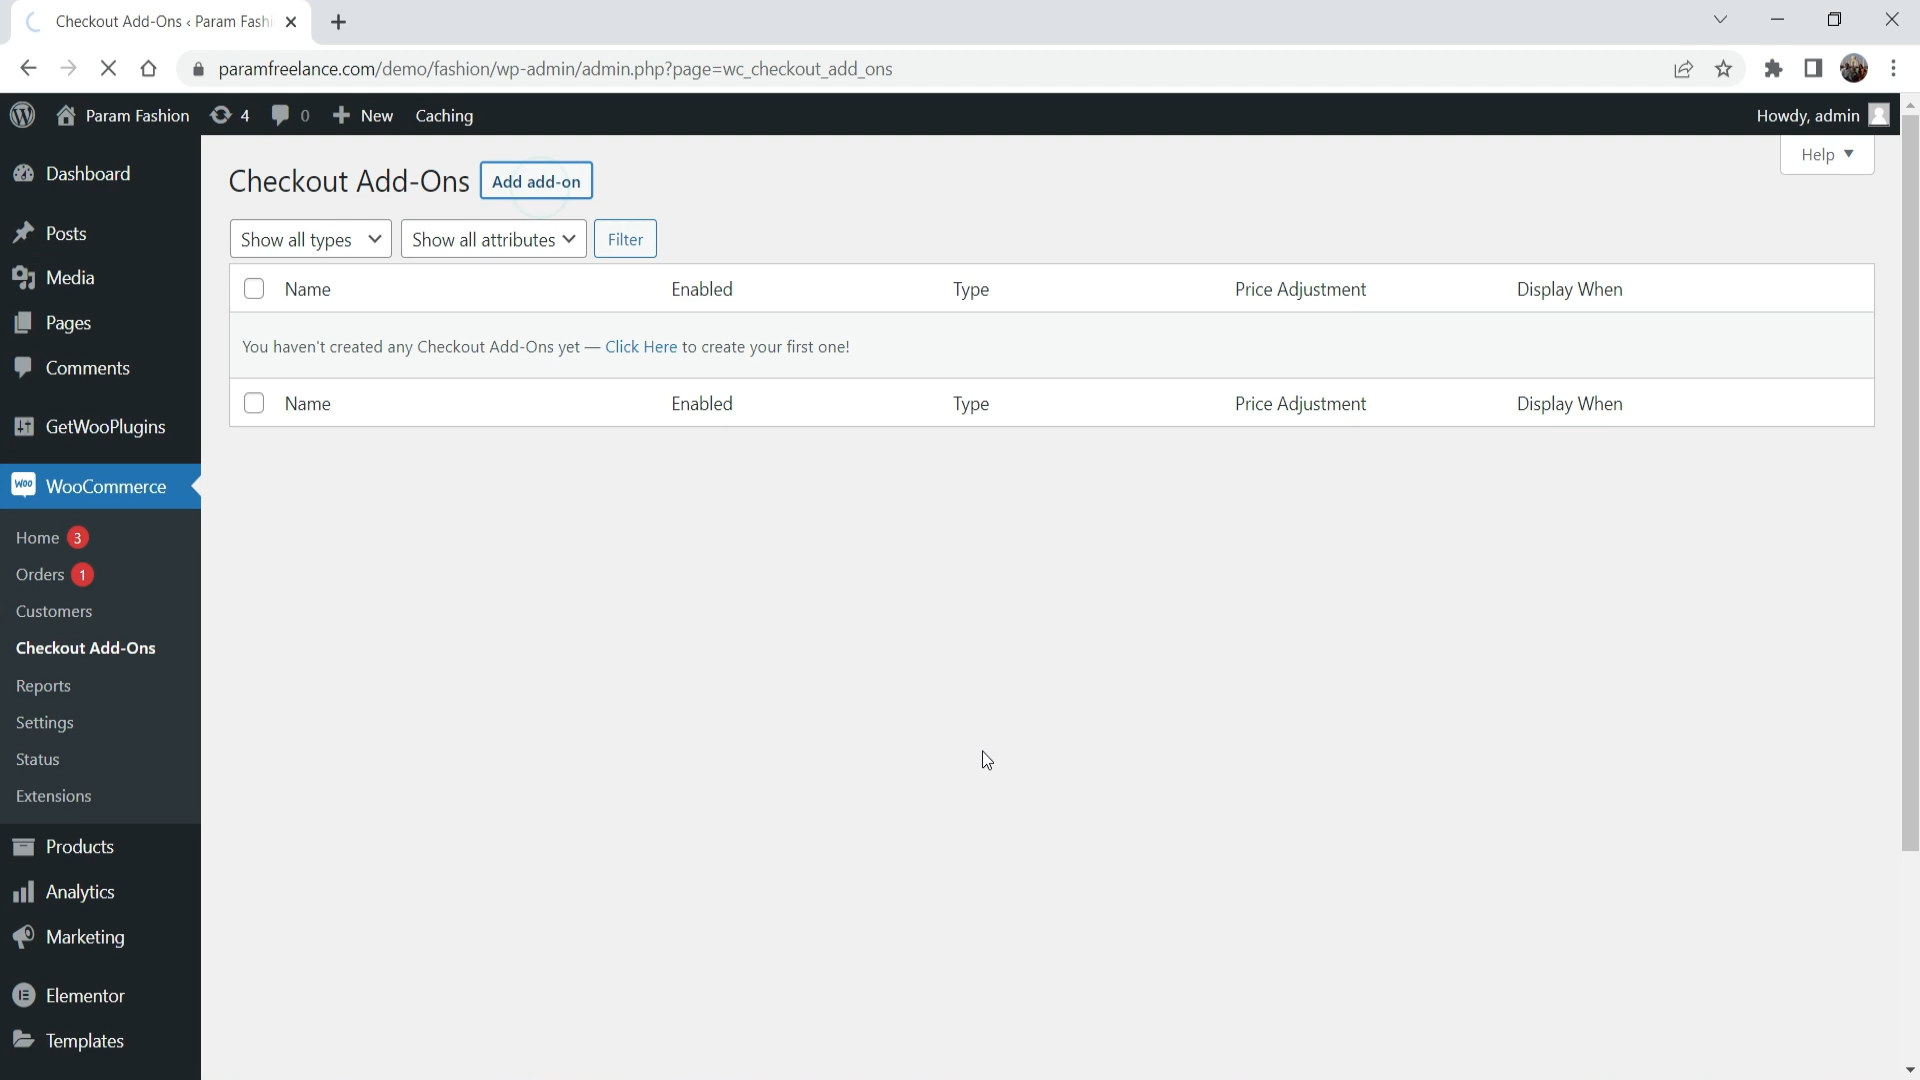 Checkout Add-Ons ‹ Param Fashi
paramfreelance.com/demo/fashion/wp-admin/admin.php?page=wc_checkout_add_ons
Param Fashion 4 0 New Caching Howdy, admin
Help
Dashboard
Posts
Media
Pages
Comments
GetWooPlugins
Woo WooCommerce
Home 3
Orders 1
Customers
Checkout Add-Ons
Reports
Settings
Status
Extensions
Products
Analytics
Marketing
Elementor
Templates
Checkout Add-Ons Add add-on
Show all types Show all attributes Filter
Name Enabled Type Price Adjustment Display When
You haven't created any Checkout Add-Ons yet — Click Here to create your first one!
Name Enabled Type Price Adjustment Display When